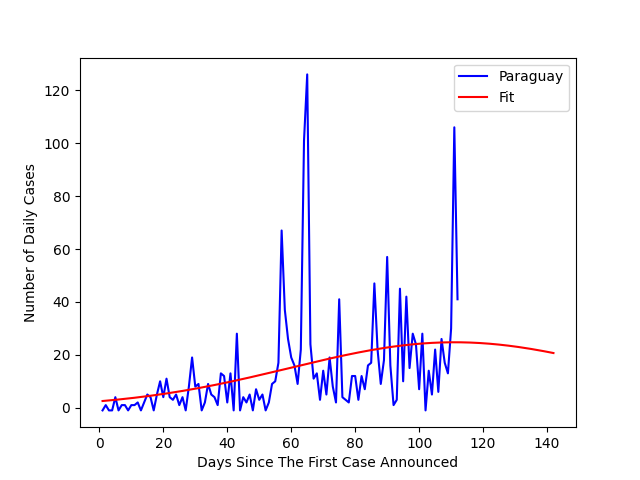 Paraguay
Fit
Number of Daily Cases
120
100
80
60
40
20
0
0 20 40 60 80 100 120 140
Days Since The First Case Announced